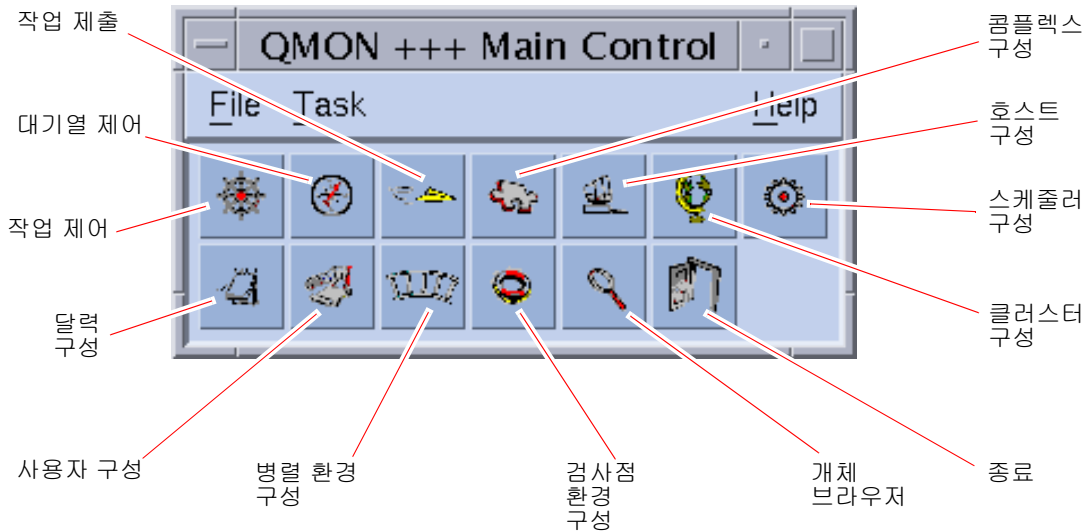 작업 제출
QMON +++ Main Control
콤플렉스
구성
File Task Help
대기열 제어
호스트
구성
작업 제어
스케줄러
구성
달력
구성
클러스터
구성
사용자 구성
병렬 환경
구성
검사점
환경
구성
개체
브라우저
종료